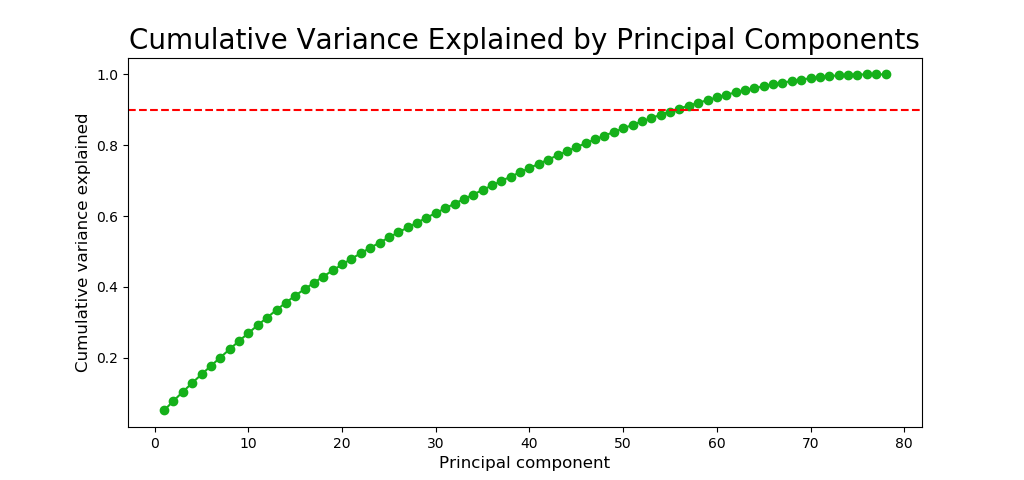 Cumulative Variance Explained by Principal Components
1.0
0.8
0.6
0.4
0.2
Cumulative variance explained
0 10 20 30 40 50 60 70 80
Principal component